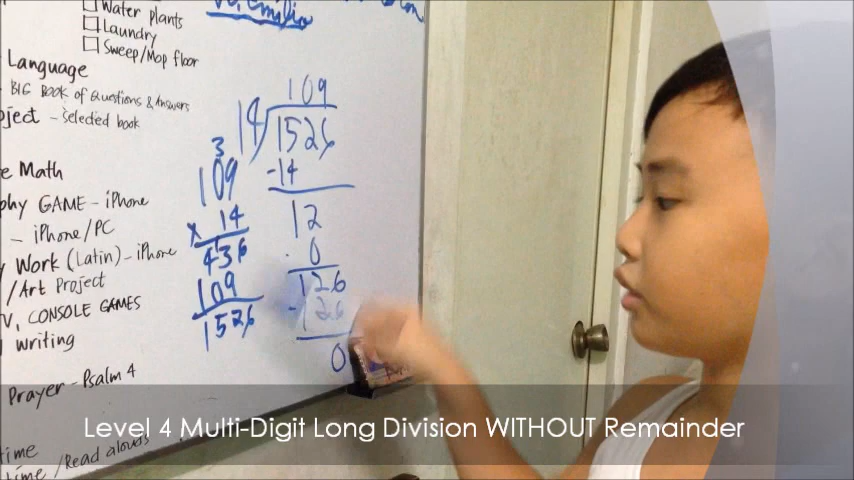 Water plants
Laundry
Sweep/Mop floor
Language
- BIG BOOK of Questions & Answers
ject - Selected book
e Math
phy GAME - iPhone
- iPhone/PC
Work (Latin) - iPhone
/Art Project
V, CONSOLE GAMES
writing
Prayer - Psalm 4
time
time /Read alouds
109
14 1526
-14
12
0
126
-126
0
3
109
x 14
436
109
1526
Level 4 Multi-Digit Long Division WITHOUT Remainder